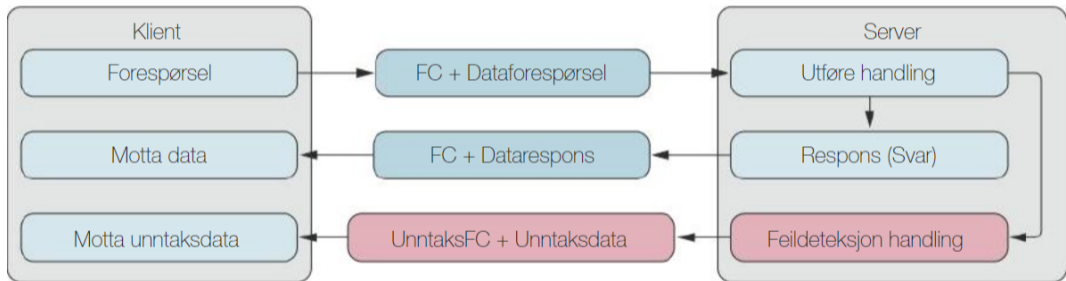 Klient
Server
Forespørsel
FC + Dataforespørsel
Utføre handling
Motta data
FC + Datarespons
Respons (Svar)
Motta unntaksdata
UnntaksFC + Unntaksdata
Feildeteksjon handling